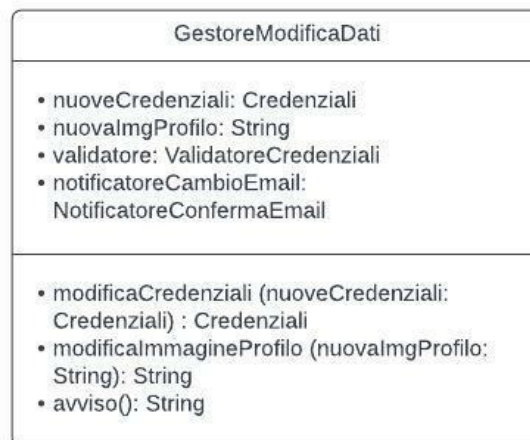 GestoreModificaDati
• nuoveCredenziali: Credenziali
• nuovaImgProfilo: String
• validatore: ValidatoreCredenziali
• notificatoreCambioEmail:
NotificatoreConfermaEmail
• modificaCredenziali (nuoveCredenziali:
Credenziali) : Credenziali
• modificaImmagineProfilo (nuovaImgProfilo:
String): String
• avviso(): String